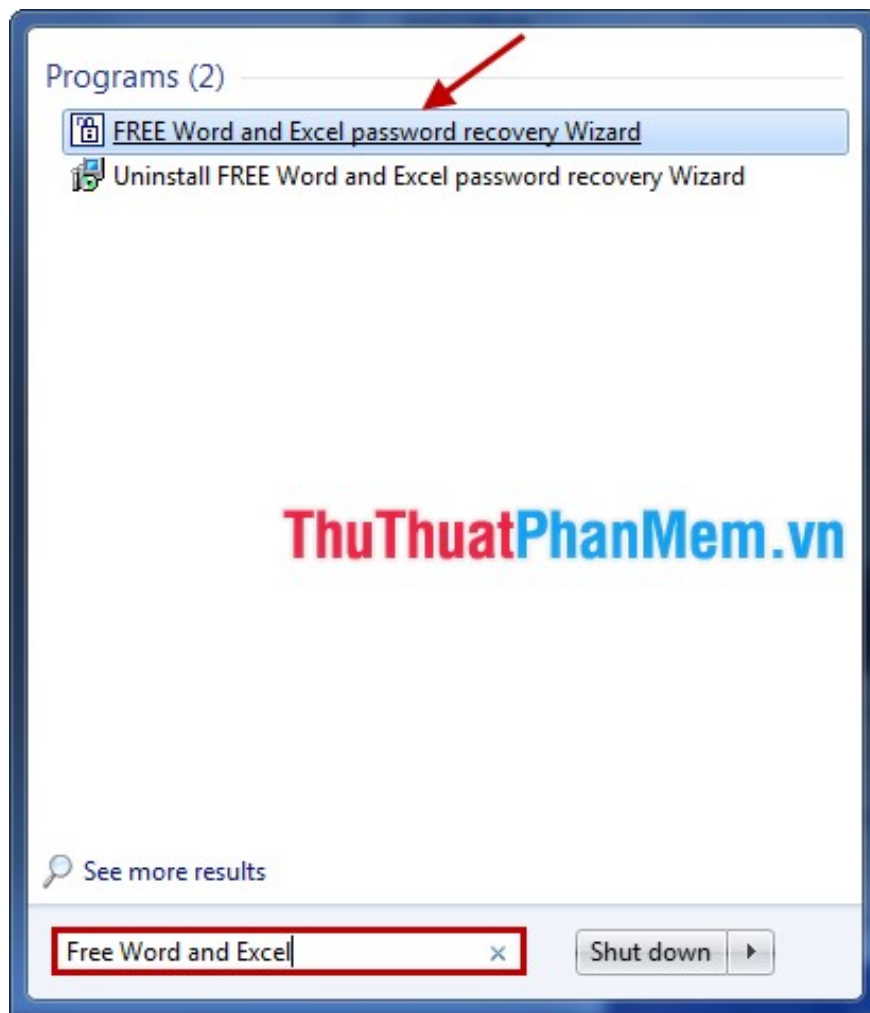 Programs (2)
FREE Word and Excel password recovery Wizard
Uninstall FREE Word and Excel password recovery Wizard
ThuThuatPhanMem.vn
See more results
Free Word and Excel
Shut down